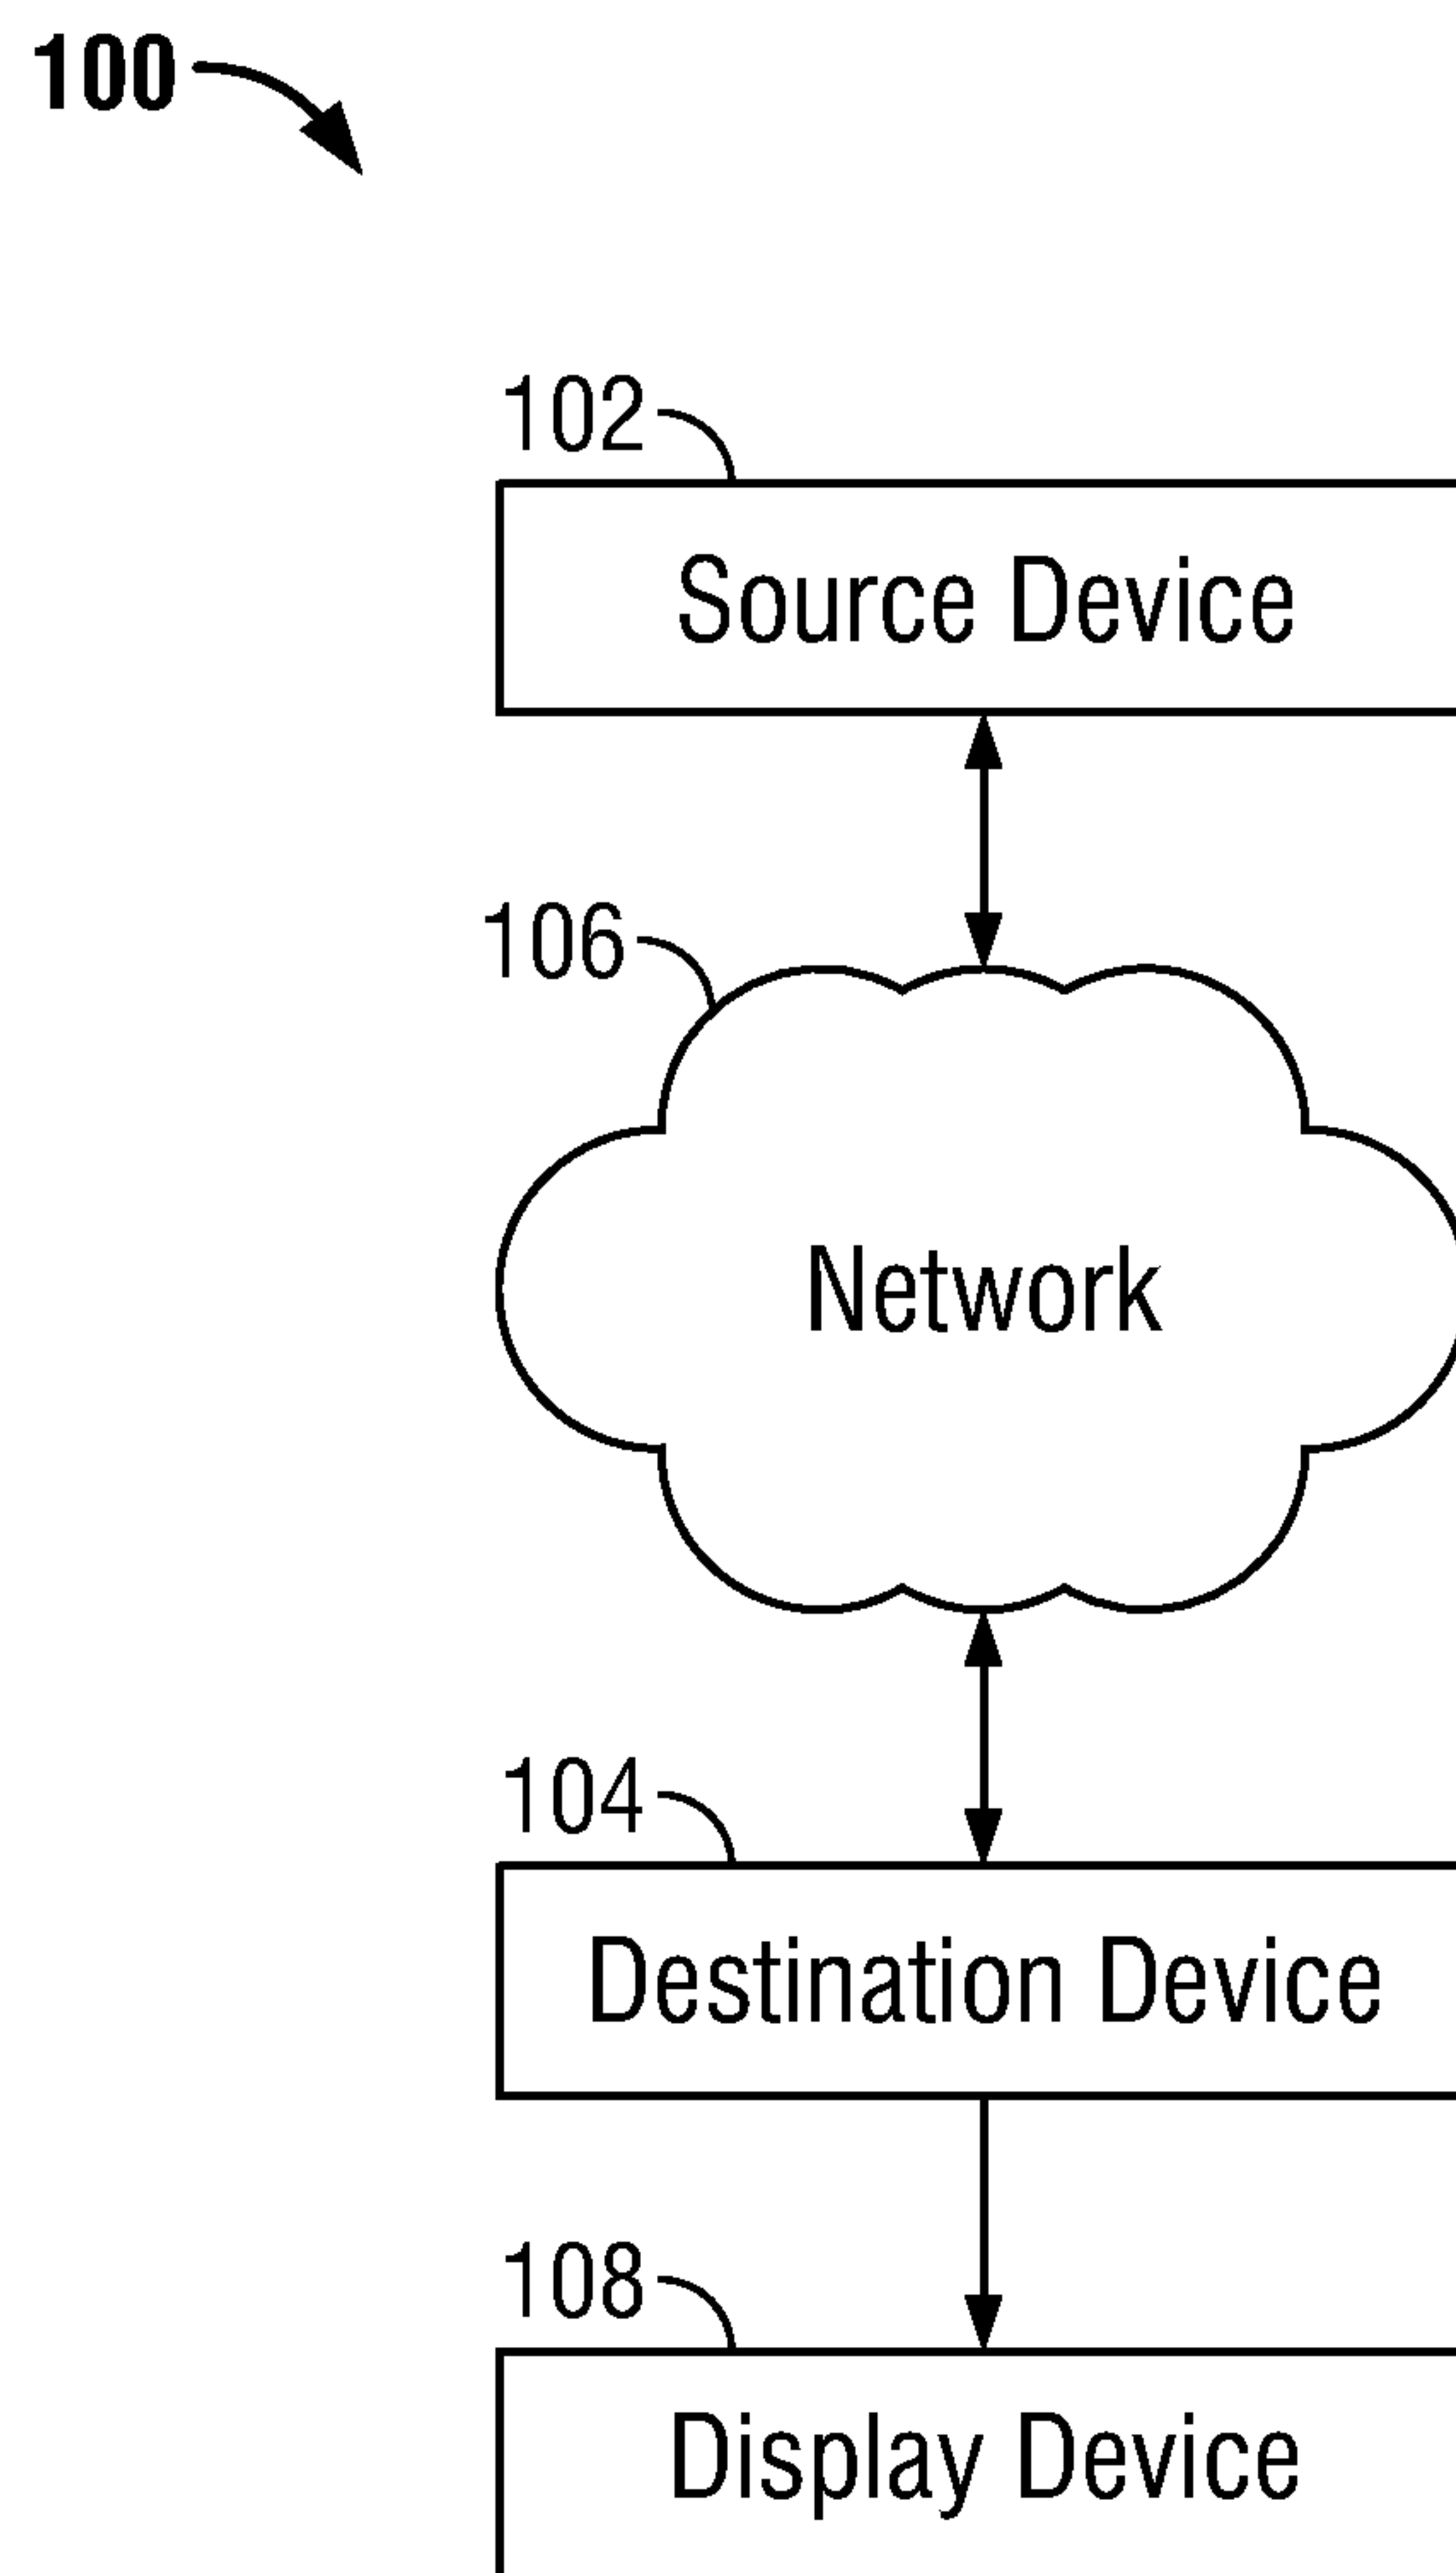 100
102
Source Device
106
Network
104
Destination Device
108
Display Device